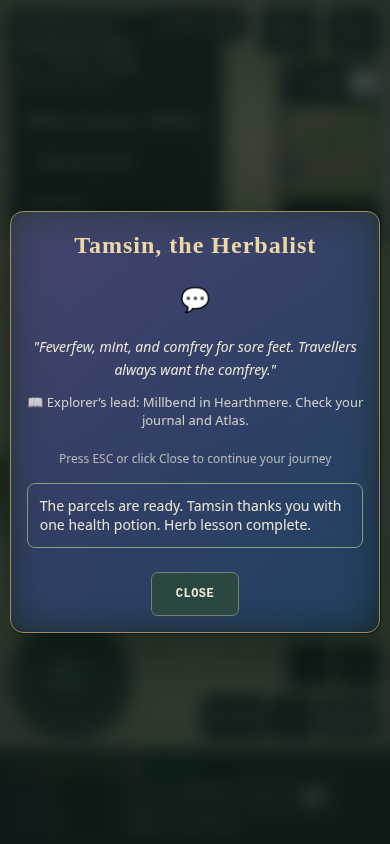 Tamsin, the Herbalist
💬
"Feverfew, mint, and comfrey for sore feet. Travellers
always want the comfrey."
📖 Explorer's lead: Millbend in Hearthmere. Check your
journal and Atlas.
Press ESC or click Close to continue your journey
The parcels are ready. Tamsin thanks you with
one health potion. Herb lesson complete.
CLOSE